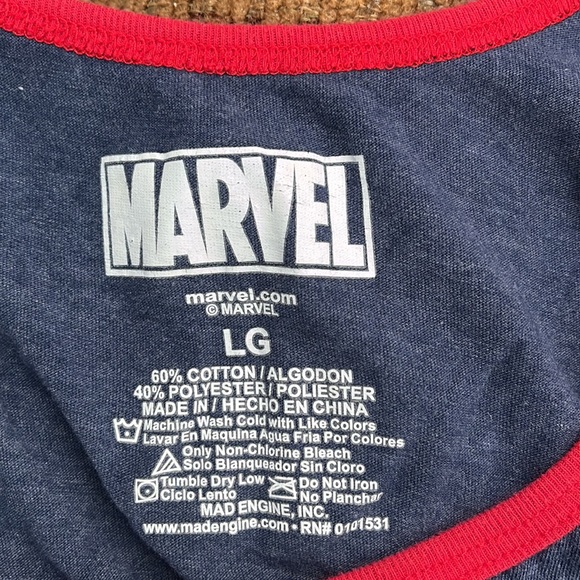 MARVEL
marvel.com
© MARVEL
LG
60% COTTON / ALGODON
40% POLYESTER / POLIESTER
MADE IN / HECHO EN CHINA
Machine Wash Cold with Like Colors
Lavar En Maquina Agua Fria Por Colores
Only Non-Chlorine Bleach
Solo Blanqueador Sin Cloro
Tumble Dry Low Do Not Iron
Ciclo Lento No Planchar
MAD ENGINE, INC.
www.madengine.com • RN# 0101531